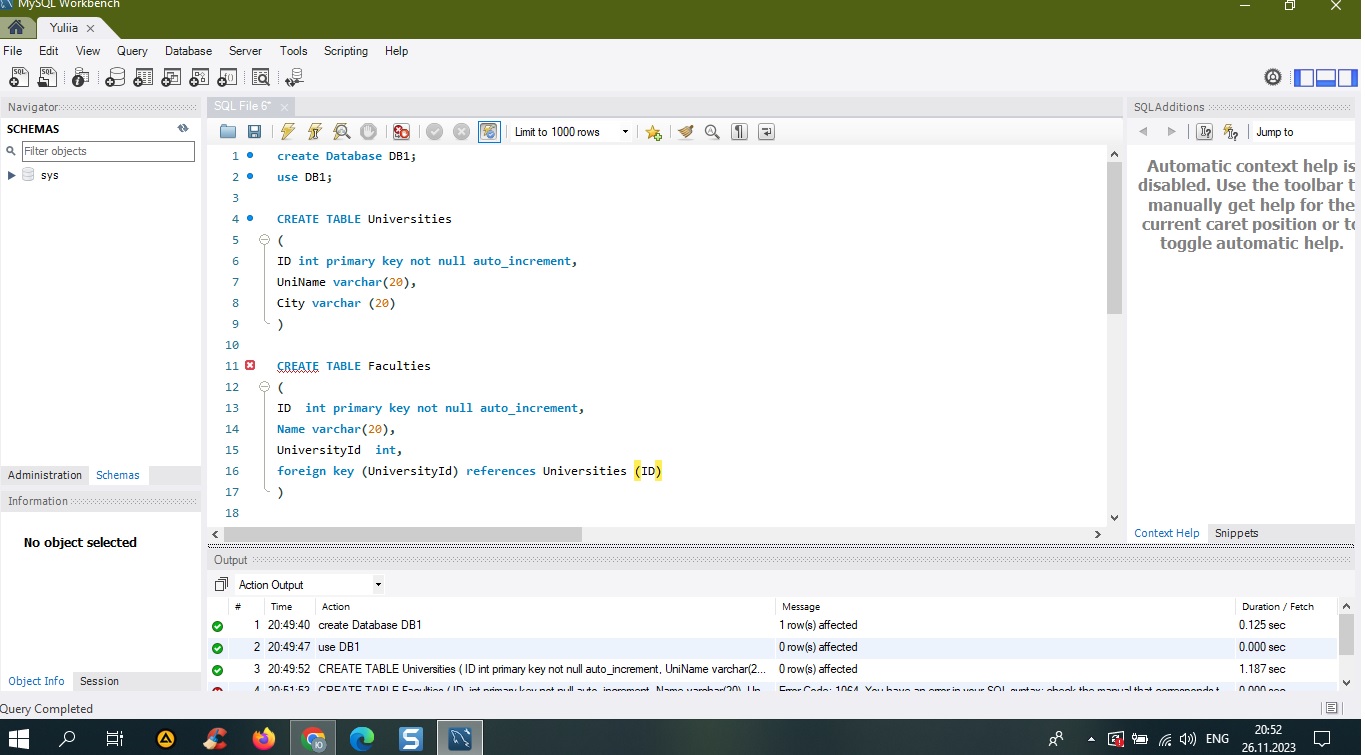 MySQL Workbench
Yuliia
File Edit View Query Database Server Tools Scripting Help
Navigator
SCHEMAS
Filter objects
sys
Administration Schemas
Information
No object selected
Object Info Session
SQL File 6*
Limit to 1000 rows
1 create Database DB1;
2 use DB1;
3
4 CREATE TABLE Universities
5 (
6 ID int primary key not null auto_increment,
7 UniName varchar(20),
8 City varchar (20)
9 )
10
11 CREATE TABLE Faculties
12 (
13 ID  int primary key not null auto_increment,
14 Name varchar(20),
15 UniversityId  int,
16 foreign key (UniversityId) references Universities (ID)
17 )
18
SQLAdditions
Jump to
Automatic context help is
disabled. Use the toolbar t
manually get help for the
current caret position or to
toggle automatic help.
Context Help Snippets
Output
Action Output
# Time Action Message Duration / Fetch
1 20:49:40 create Database DB1 1 row(s) affected 0.125 sec
2 20:49:47 use DB1 0 row(s) affected 0.000 sec
3 20:49:52 CREATE TABLE Universities ( ID int primary key not null auto_increment, UniName varchar(2... 0 row(s) affected 1.187 sec
4 20:51:53 CREATE TABLE Faculties ( ID  int primary key not null auto_increment, Name varchar(20), Un... Error Code: 1064. You have an error in your SQL syntax; check the manual that corresponds t... 0.000 sec
Query Completed
ENG
20:52
26.11.2023